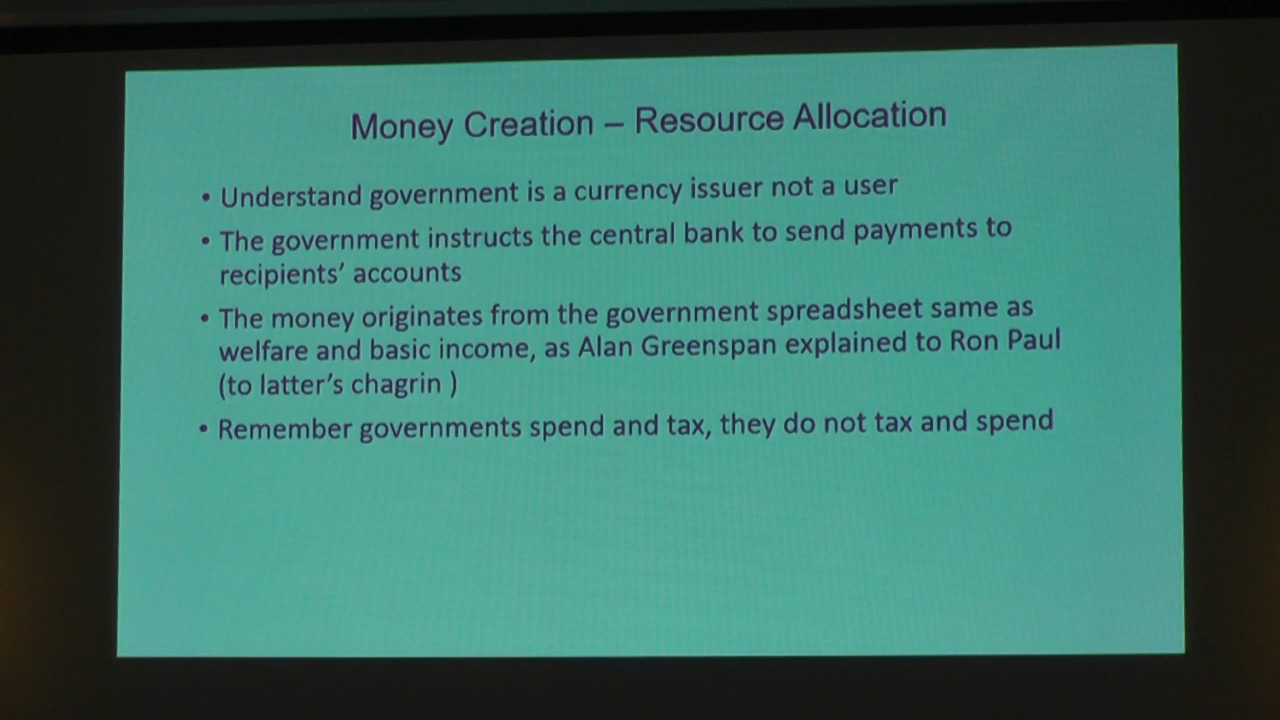 Money Creation – Resource Allocation
• Understand government is a currency issuer not a user
• The government instructs the central bank to send payments to
recipients’ accounts
• The money originates from the government spreadsheet same as
welfare and basic income, as Alan Greenspan explained to Ron Paul
(to latter’s chagrin )
• Remember governments spend and tax, they do not tax and spend